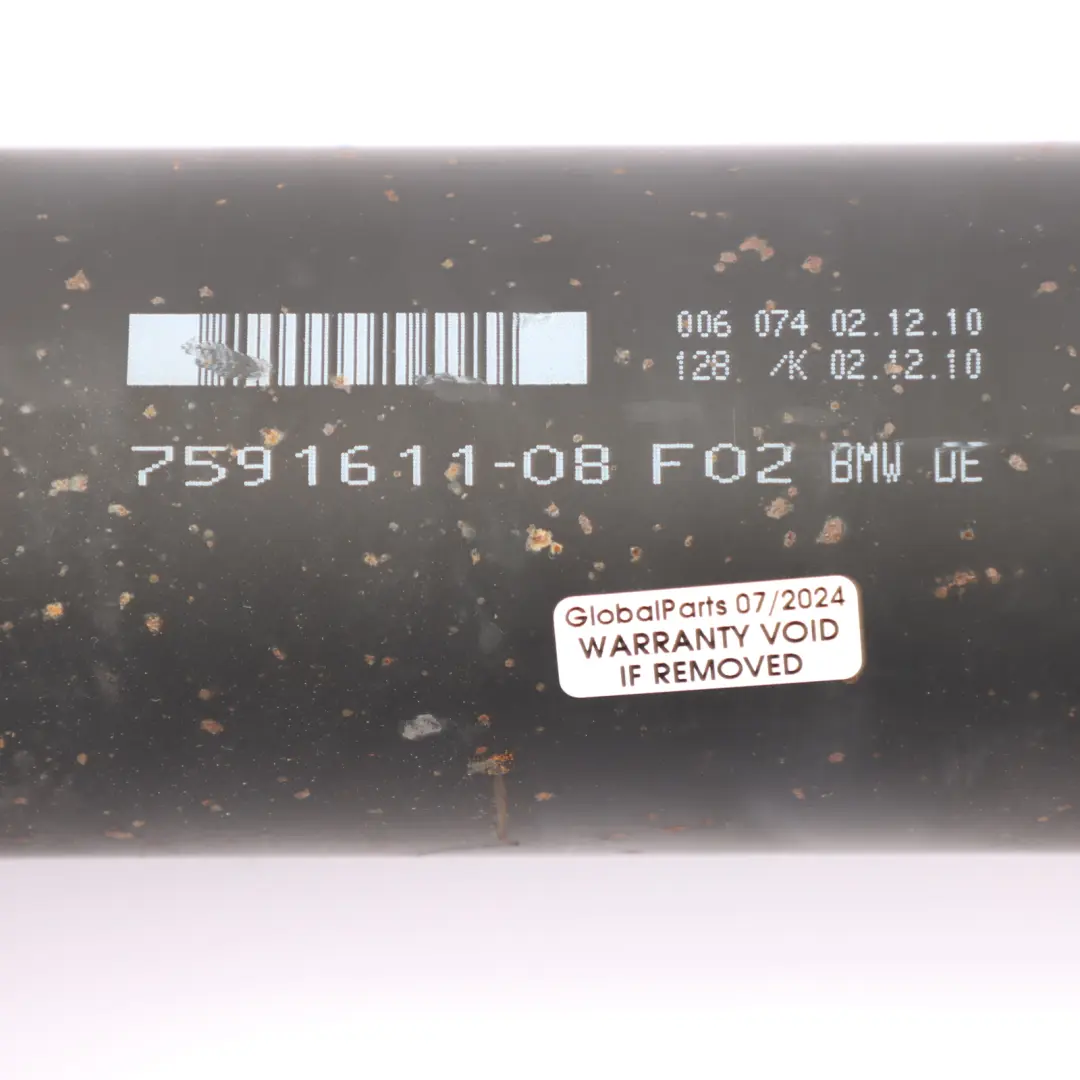 006 074 02.12.10
128 /K 02.12.10
7591611-08 F02 BMW DE
GlobalParts 07/2024
WARRANTY VOID
IF REMOVED